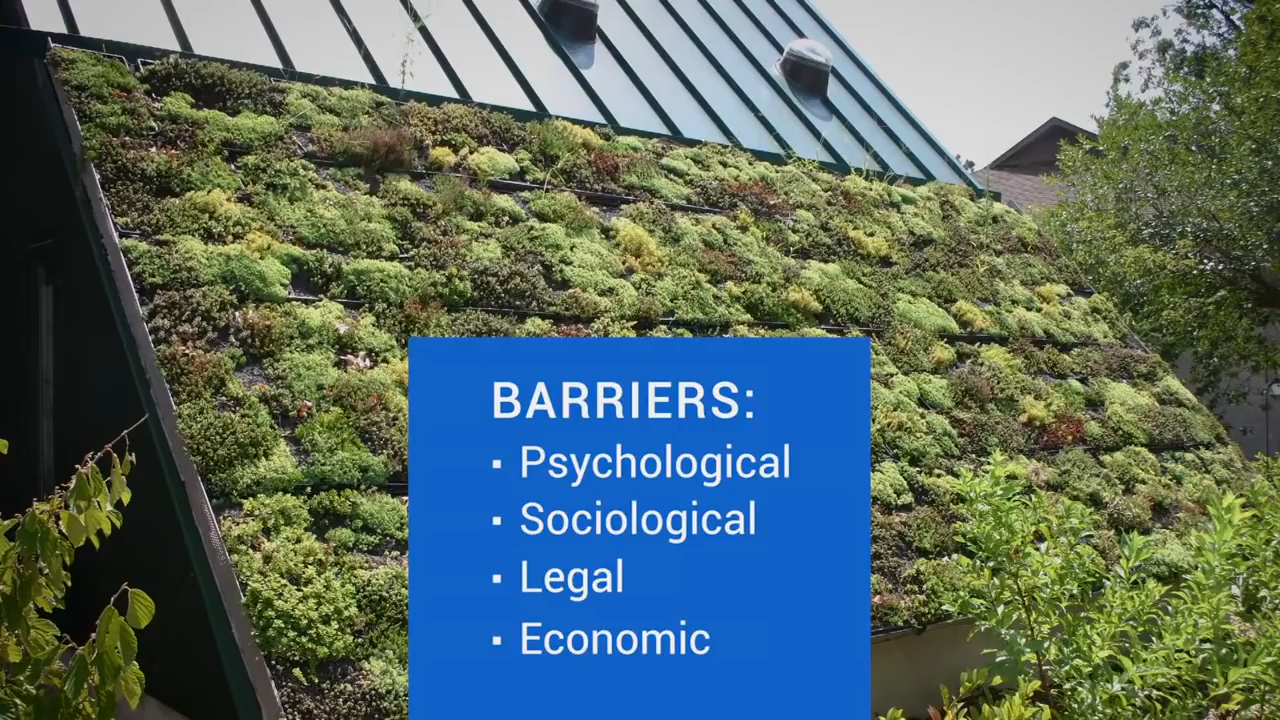 BARRIERS:
▪ Psychological
▪ Sociological
▪ Legal
▪ Economic